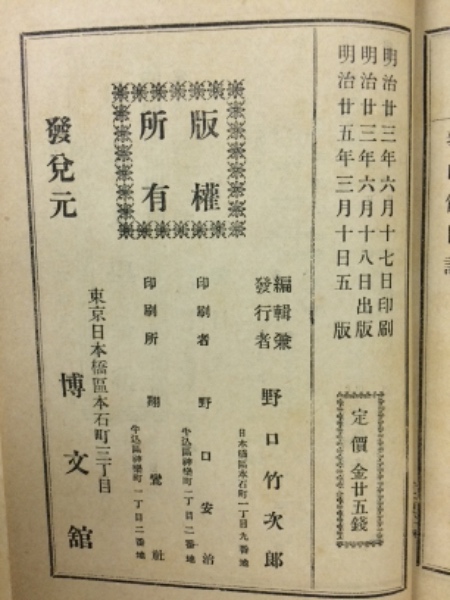 明治廿三年六月十七日印刷
明治廿三年六月十八日出版
明治廿五年三月十日五版
定價金廿五錢
編輯兼
發行者
野口竹次郎
日本橋區本石町一丁目九番地
印刷者 野口安治
牛込區神樂町一丁目二番地
印刷所 翔鸞社
牛込區神樂町一丁目二番地
版權
所有
發兌元
東京日本橋區本石町三丁目
博文館